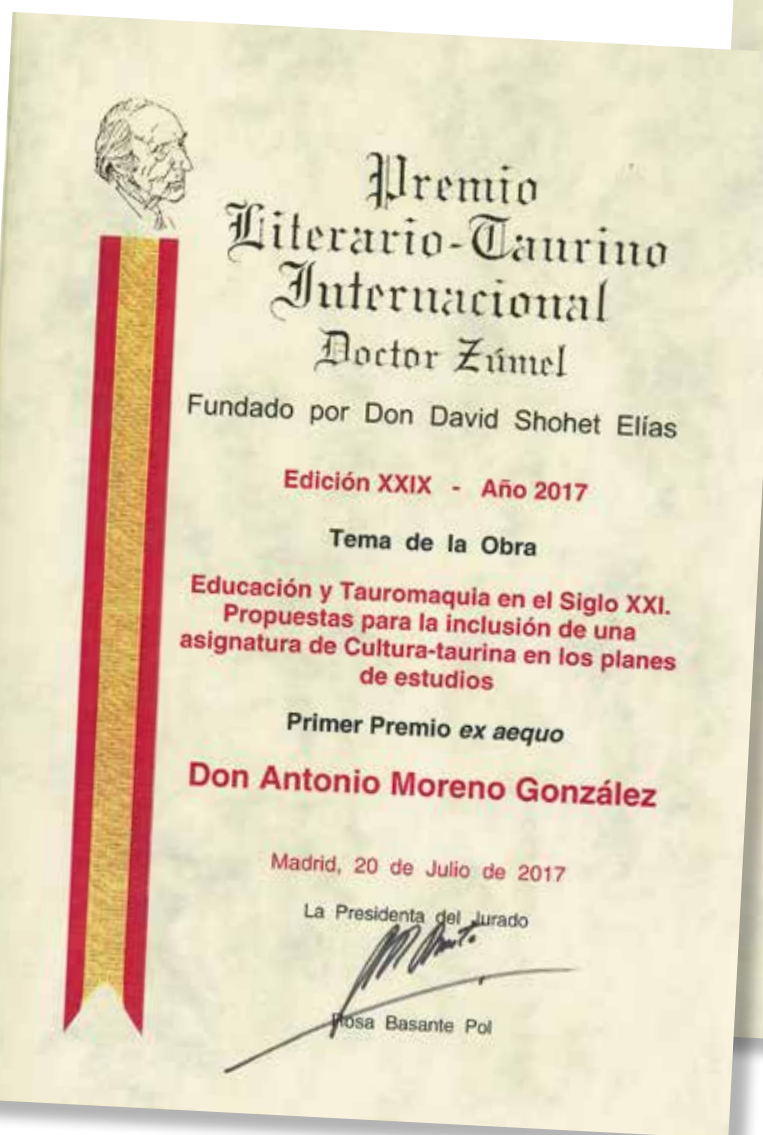 Premio
Literario-Taurino
Internacional
Doctor Zúmel
Fundado por Don David Shohet Elías
Edición XXIX - Año 2017
Tema de la Obra
Educación y Tauromaquia en el Siglo XXI.
Propuestas para la inclusión de una
asignatura de Cultura-taurina en los planes
de estudios
Primer Premio ex aequo
Don Antonio Moreno González
Madrid, 20 de Julio de 2017
La Presidenta del Jurado
Rosa Basante Pol